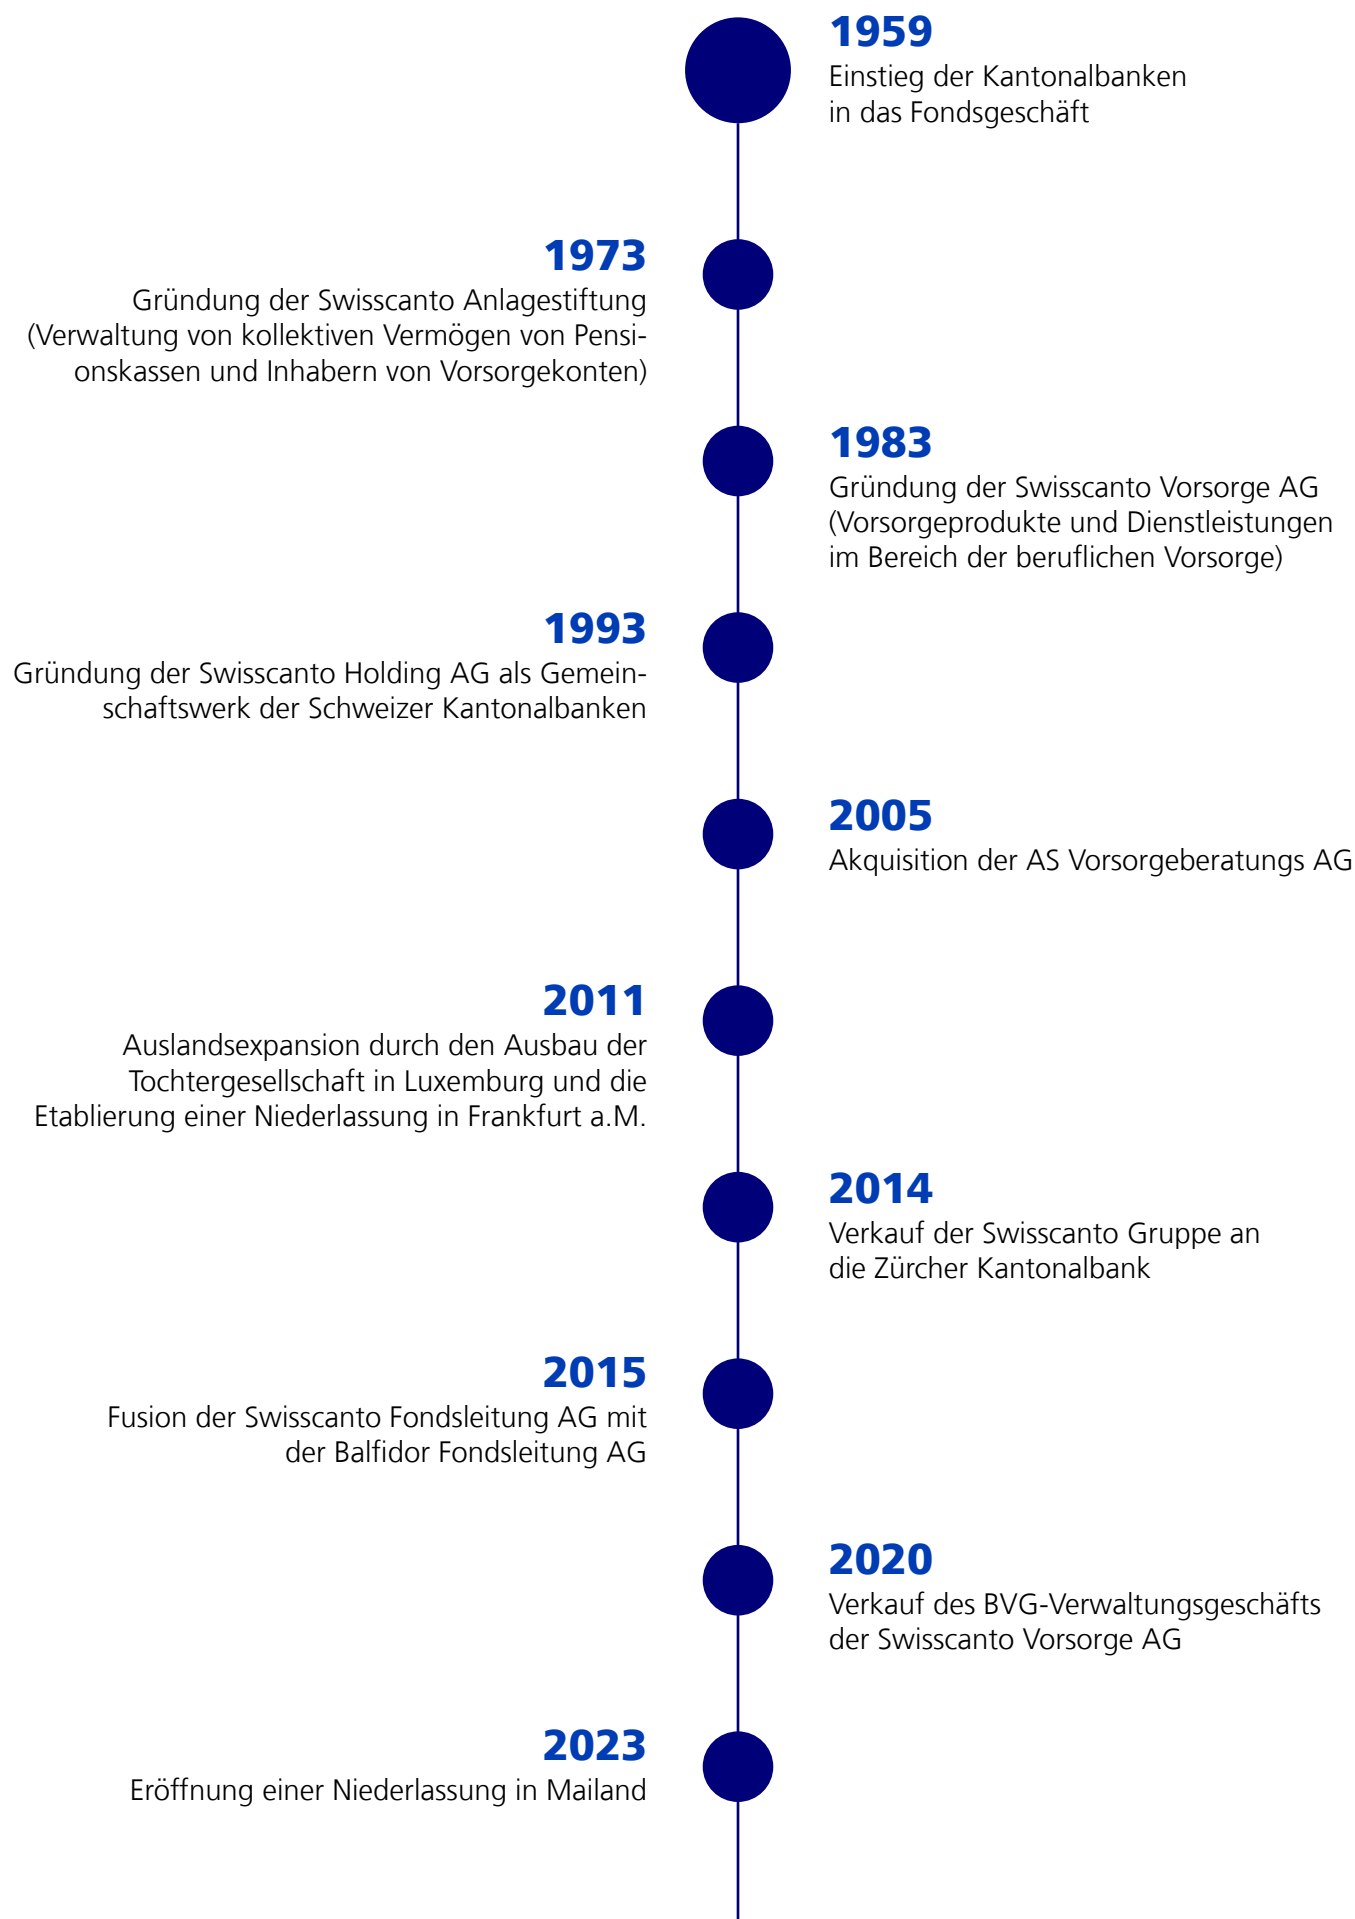 1959
Einstieg der Kantonalbanken
in das Fondsgeschäft
1973
Gründung der Swisscanto Anlagestiftung
(Verwaltung von kollektiven Vermögen von Pensi-
onskassen und Inhabern von Vorsorgekonten)
1983
Gründung der Swisscanto Vorsorge AG
(Vorsorgeprodukte und Dienstleistungen
im Bereich der beruflichen Vorsorge)
1993
Gründung der Swisscanto Holding AG als Gemein-
schaftswerk der Schweizer Kantonalbanken
2005
Akquisition der AS Vorsorgeberatungs AG
2011
Auslandsexpansion durch den Ausbau der
Tochtergesellschaft in Luxemburg und die
Etablierung einer Niederlassung in Frankfurt a.M.
2014
Verkauf der Swisscanto Gruppe an
die Zürcher Kantonalbank
2015
Fusion der Swisscanto Fondsleitung AG mit
der Balfidor Fondsleitung AG
2020
Verkauf des BVG-Verwaltungsgeschäfts
der Swisscanto Vorsorge AG
2023
Eröffnung einer Niederlassung in Mailand